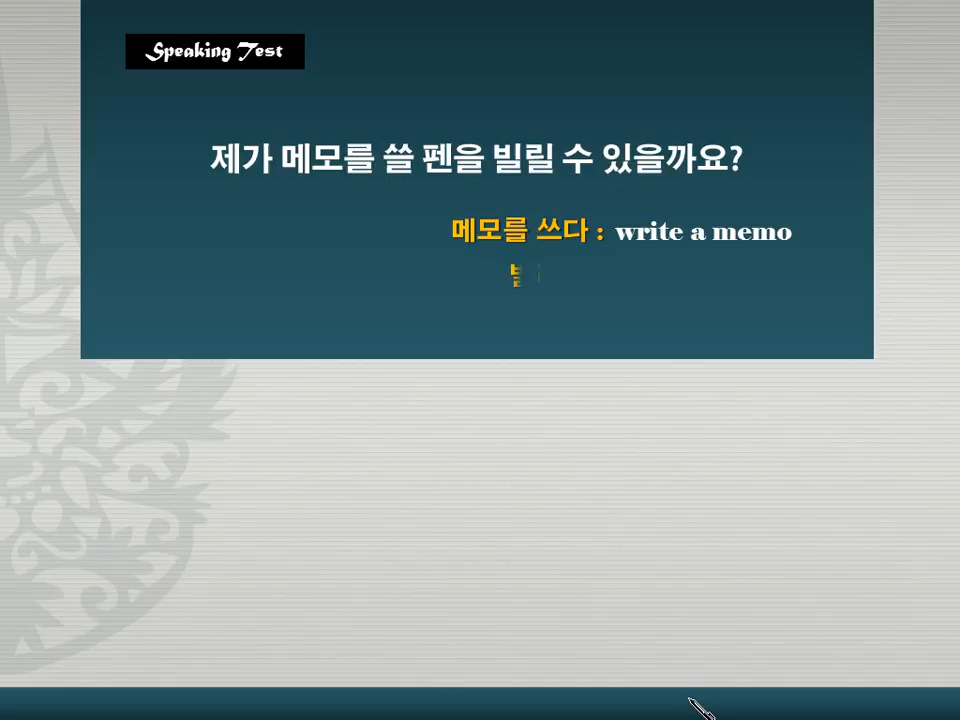 Speaking Test
제가 메모를 쓸 펜을 빌릴 수 있을까요?
메모를 쓰다 : write a memo